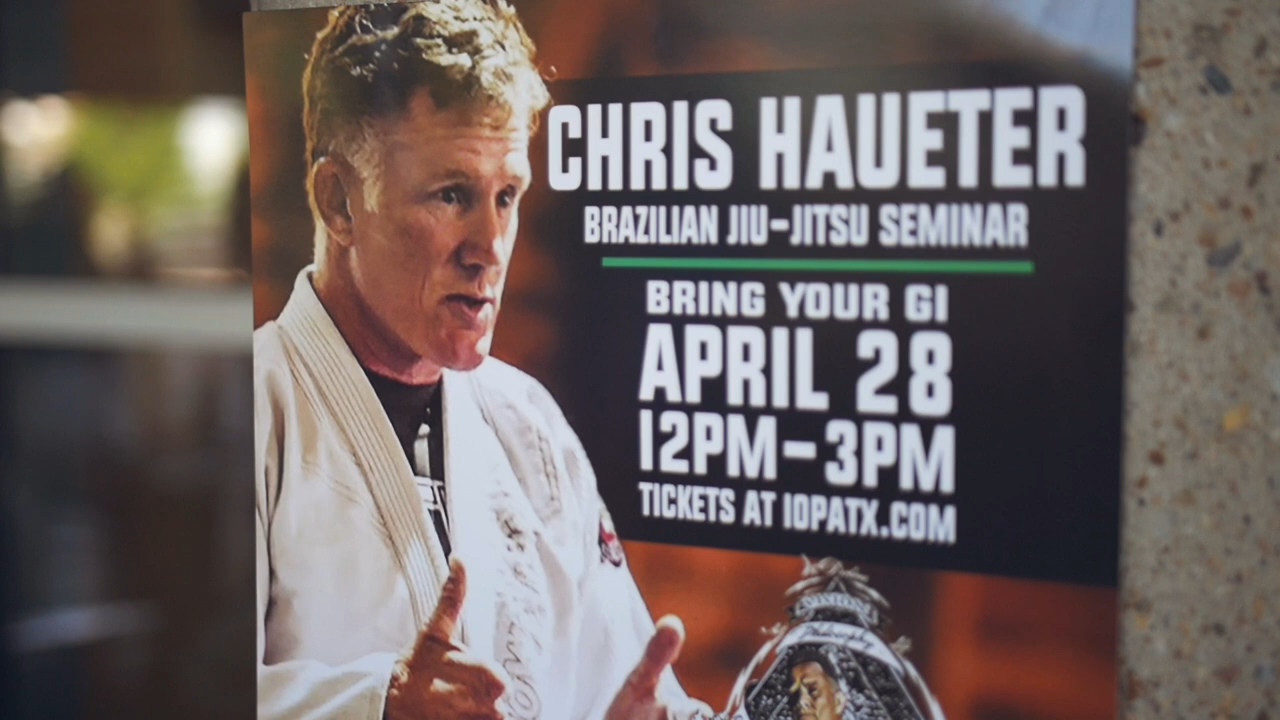 CHRIS HAUETER
BRAZILIAN JIU-JITSU SEMINAR
BRING YOUR GI
APRIL 28
12PM-3PM
TICKETS AT 10PATX.COM